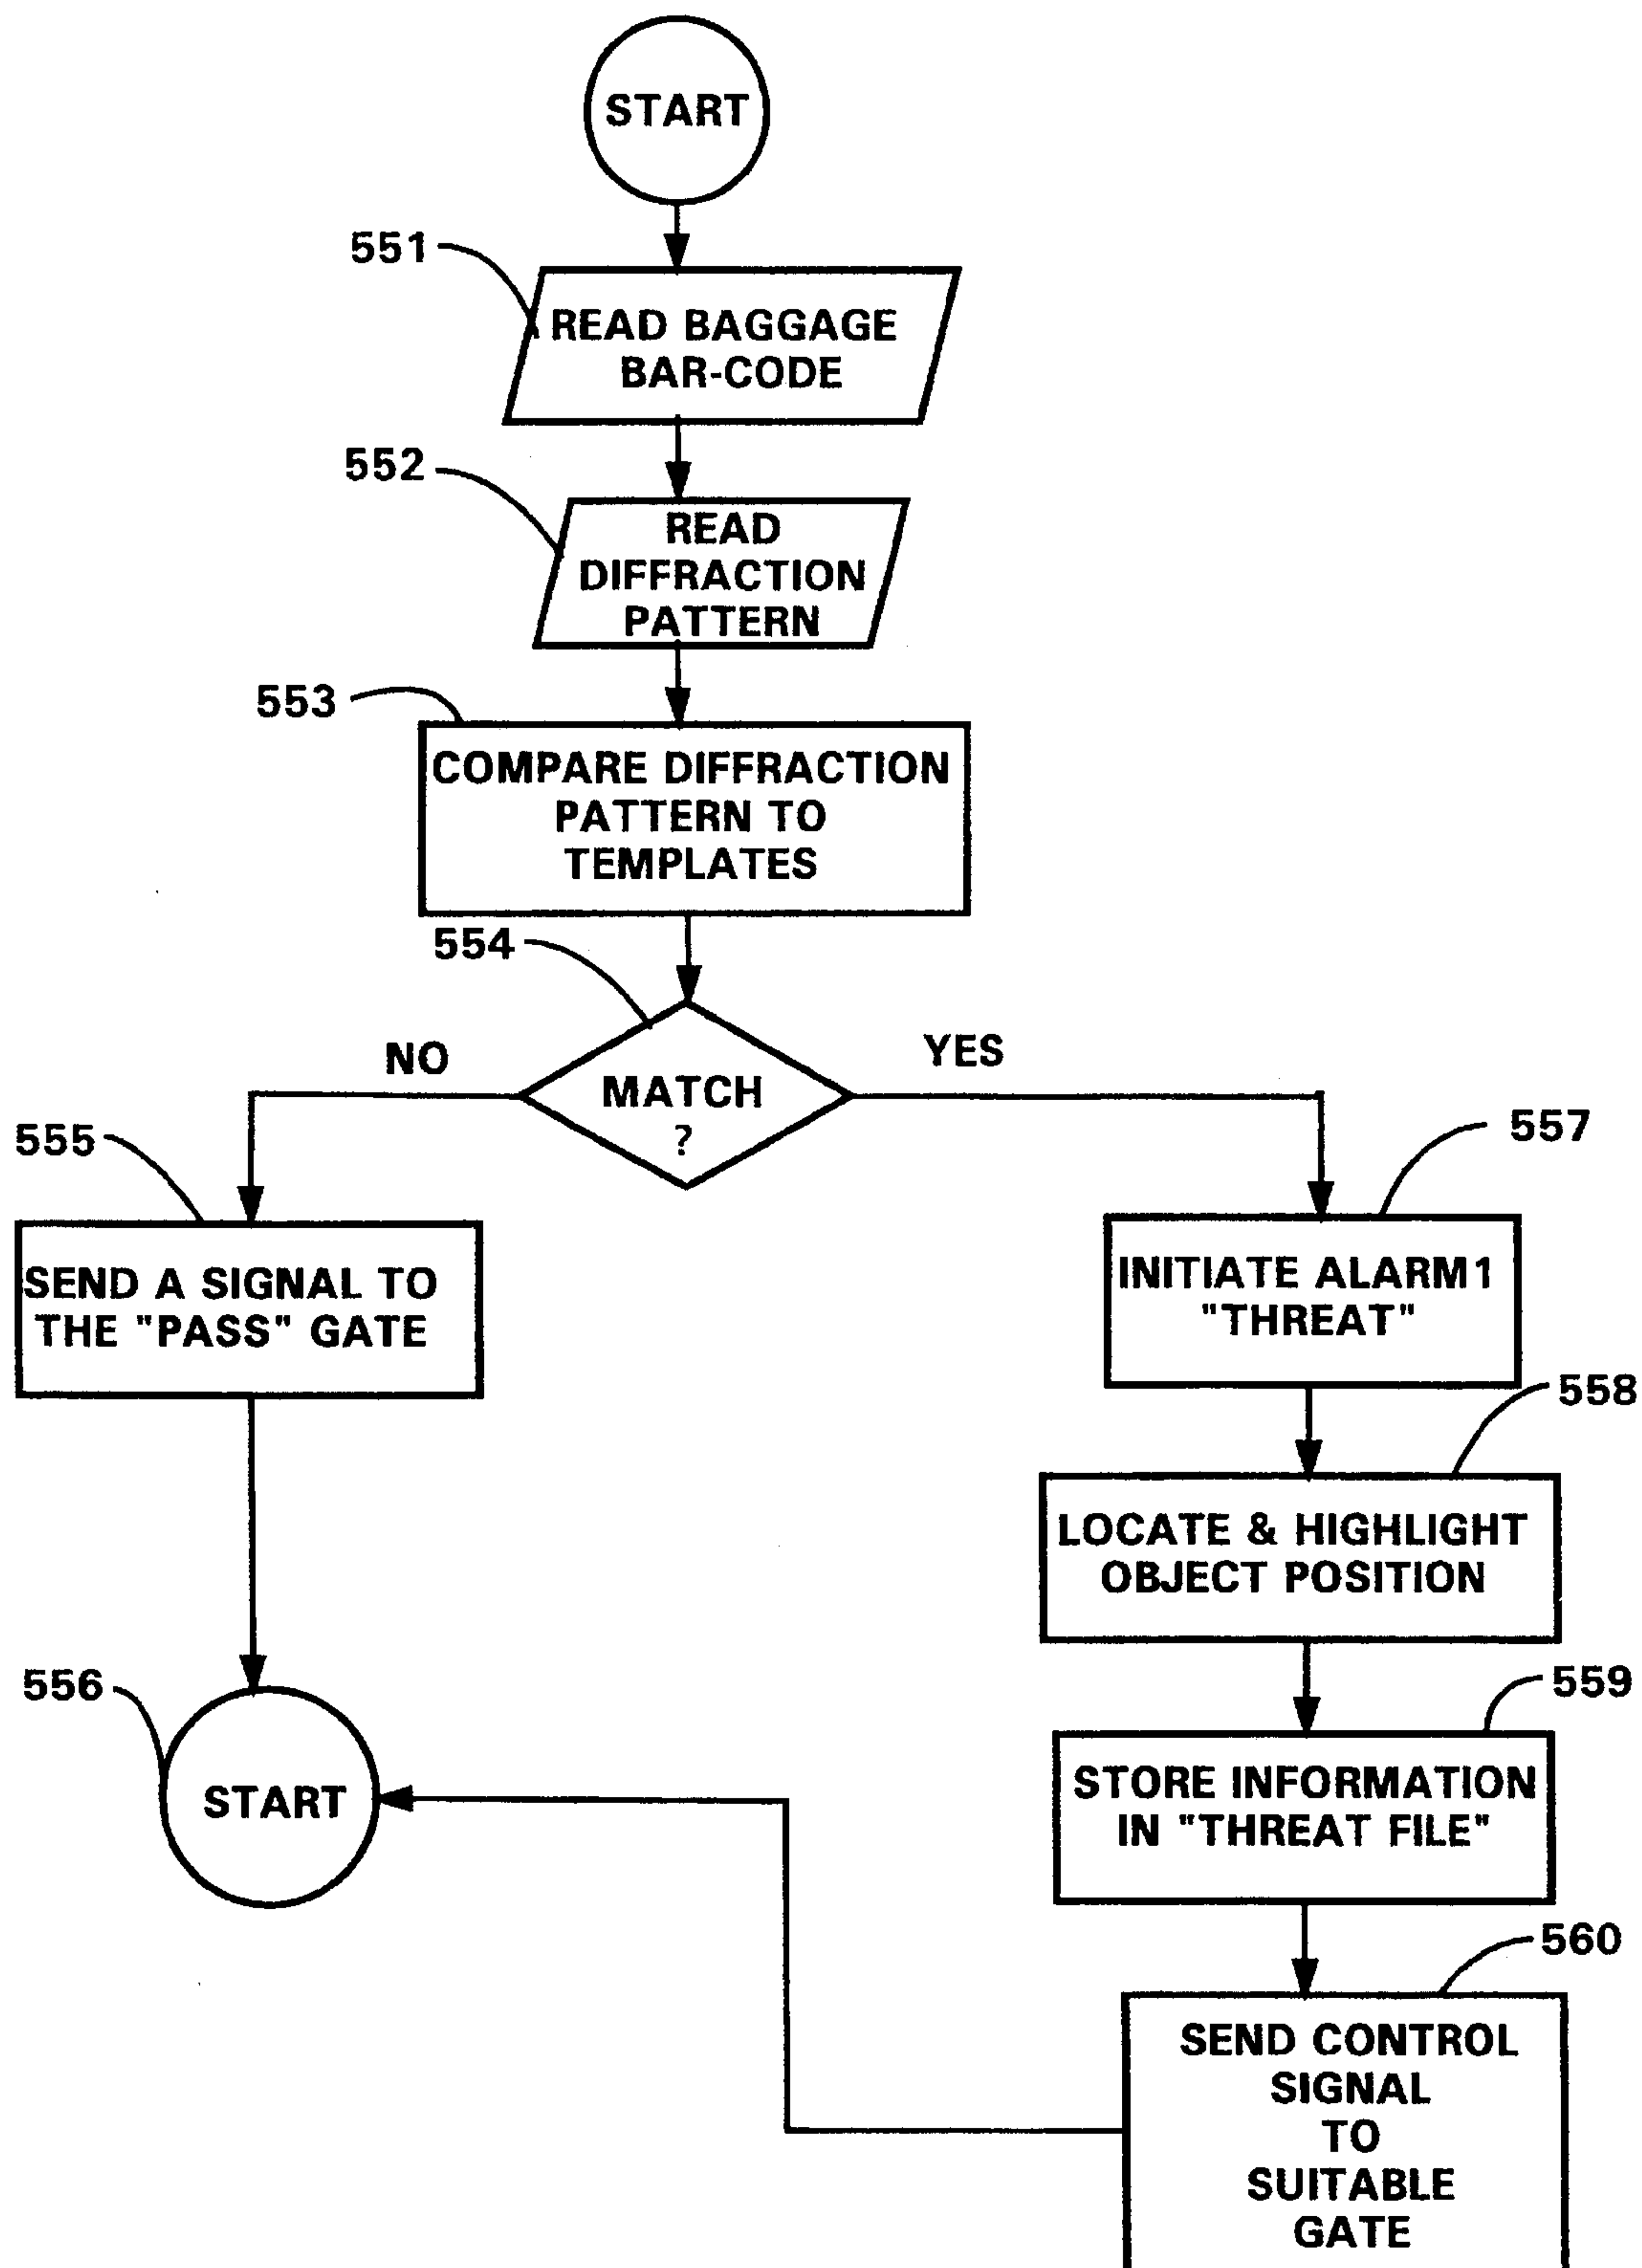 START
551
READ BAGGAGE
BAR-CODE
552
READ
DIFFRACTION
PATTERN
553
COMPARE DIFFRACTION
PATTERN TO
TEMPLATES
554
NO
YES
MATCH
?
555
SEND A SIGNAL TO
THE "PASS" GATE
556
START
557
INITIATE ALARM1
"THREAT"
558
LOCATE & HIGHLIGHT
OBJECT POSITION
559
STORE INFORMATION
IN "THREAT FILE"
560
SEND CONTROL
SIGNAL
TO
SUITABLE
GATE